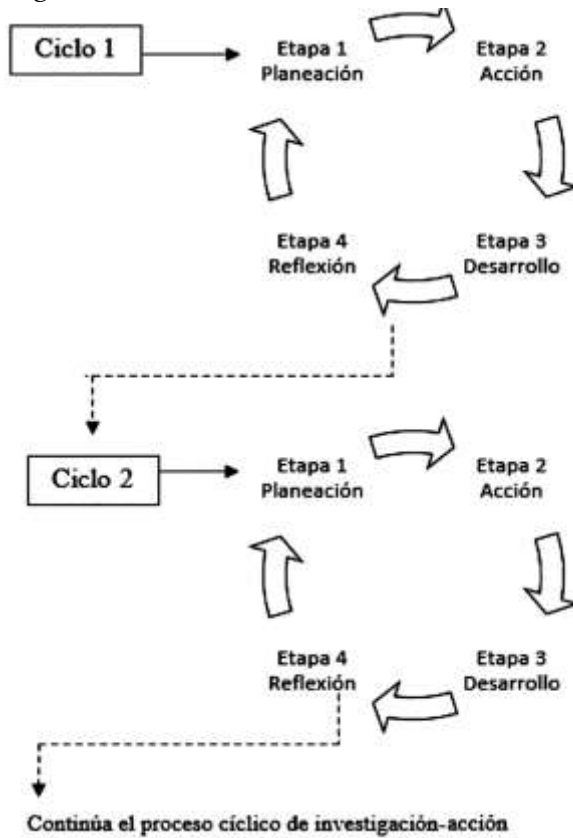 Ciclo 1
Etapa 1
Planeación
Etapa 2
Acción
Etapa 4
Reflexión
Etapa 3
Desarrollo
Ciclo 2
Etapa 1
Planeación
Etapa 2
Acción
Etapa 4
Reflexión
Etapa 3
Desarrollo
Continúa el proceso cíclico de investigación-acción